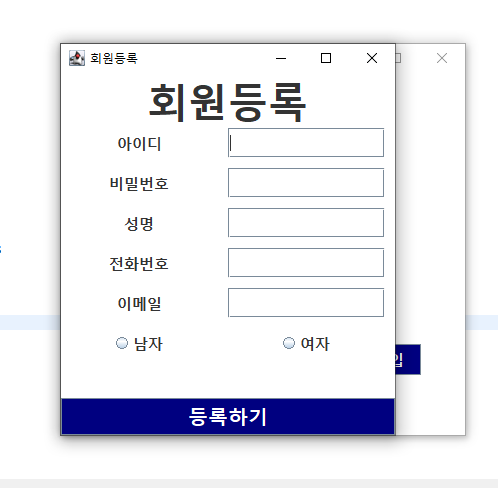 회원등록
회원등록
아이디
비밀번호
성명
전화번호
이메일
남자 여자
입
등록하기